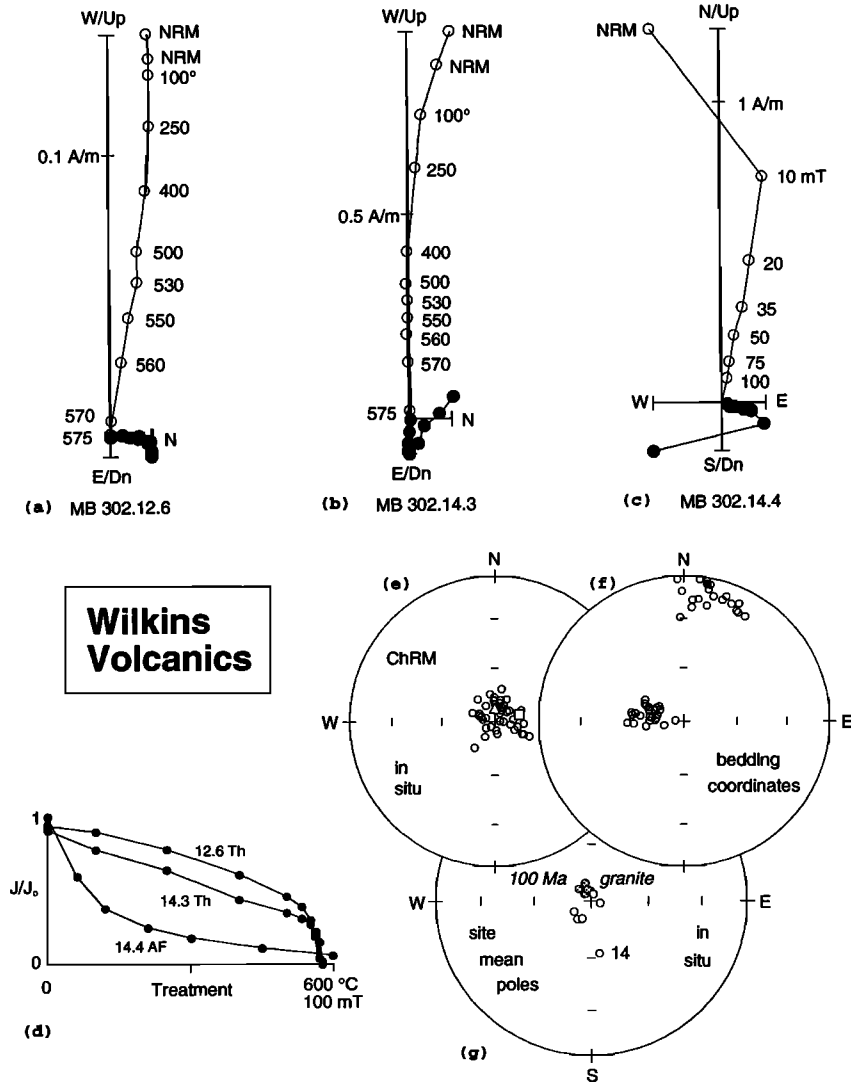 W/Up
NRM
NRM
100°
250
0.1 A/m
400
500
530
550
560
570
575
N
E/Dn
(a) MB 302.12.6
W/Up
NRM
NRM
100°
250
0.5 A/m
400
500
530
550
560
570
575
N
E/Dn
(b) MB 302.14.3
N/Up
NRM
1 A/m
10 mT
20
35
50
75
100
W
E
S/Dn
(c) MB 302.14.4
Wilkins
Volcanics
(e)
N
ChRM
W
in
situ
(f)
N
E
bedding
coordinates
1
J/J₀
0
12.6 Th
14.3 Th
14.4 AF
0
Treatment
600 °C
100 mT
(d)
100 Ma granite
W
E
site
mean
poles
in
situ
14
(g)
S